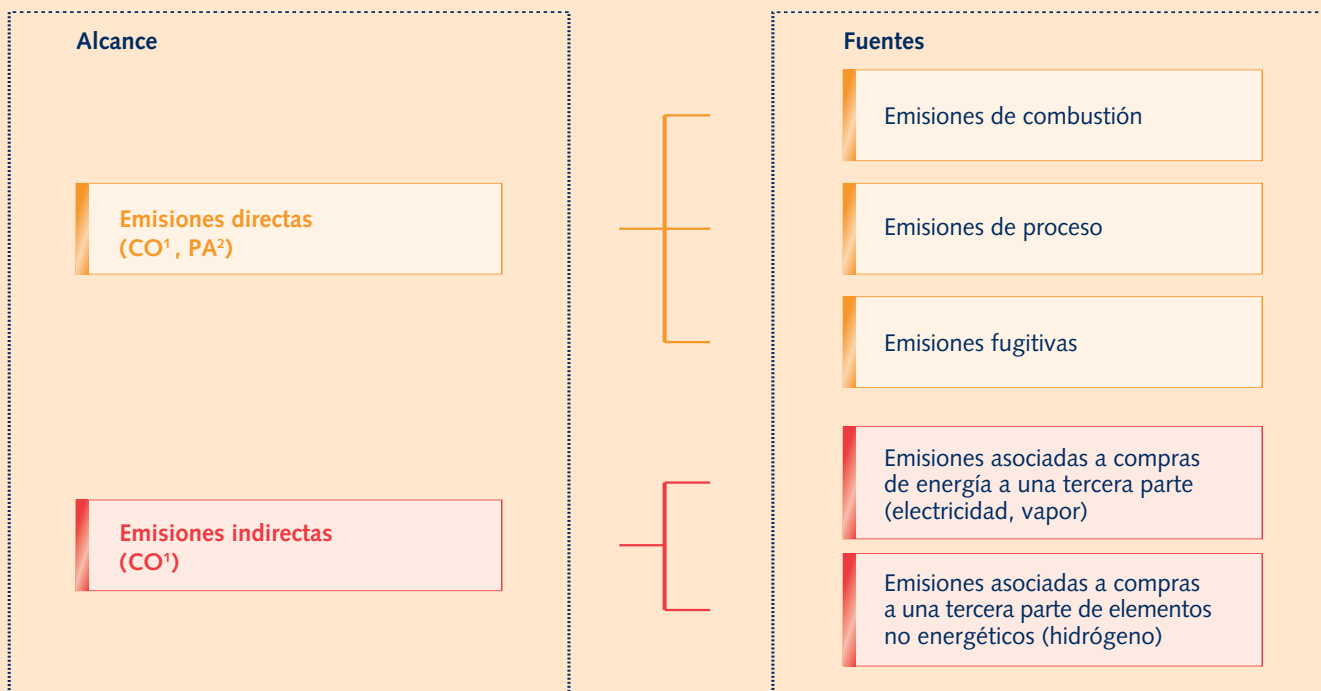 Alcance
Emisiones directas
(CO¹, PA²)
Emisiones indirectas
(CO¹)
Fuentes
Emisiones de combustión
Emisiones de proceso
Emisiones fugitivas
Emisiones asociadas a compras
de energía a una tercera parte
(electricidad, vapor)
Emisiones asociadas a compras
a una tercera parte de elementos
no energéticos (hidrógeno)